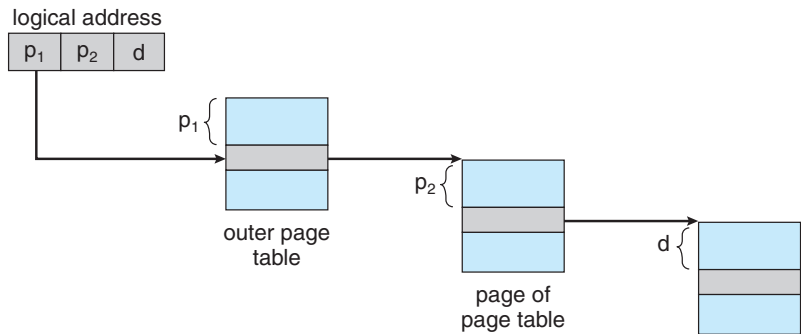 logical address
p₁ p₂ d
p₁
outer page
table
p₂
page of
page table
d